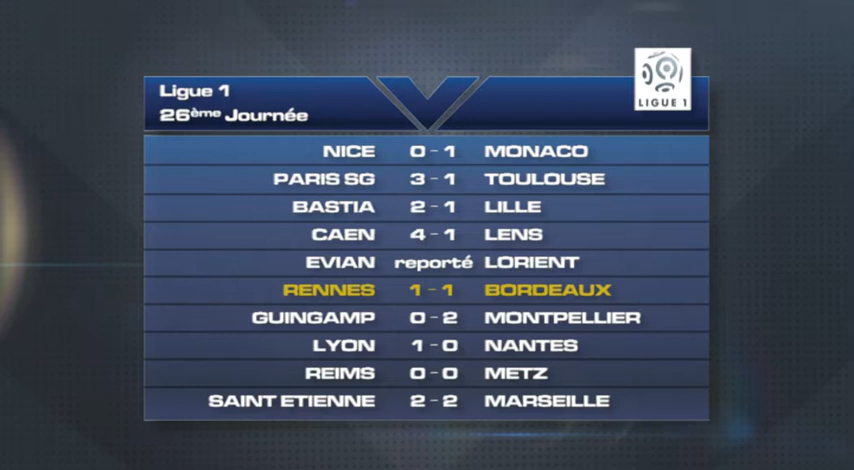 Ligue 1
26ème Journée
LIGUE 1
NICE 0 - 1 MONACO
PARIS SG 3 - 1 TOULOUSE
BASTIA 2 - 1 LILLE
CAEN 4 - 1 LENS
EVIAN reporté LORIENT
RENNES 1 - 1 BORDEAUX
GUINGAMP 0 - 2 MONTPELLIER
LYON 1 - 0 NANTES
REIMS 0 - 0 METZ
SAINT ETIENNE 2 - 2 MARSEILLE